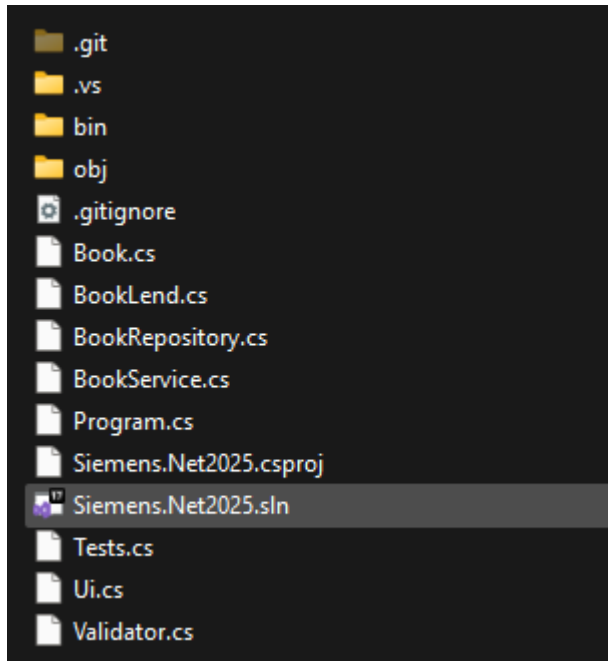 .git
.vs
bin
obj
.gitignore
Book.cs
BookLend.cs
BookRepository.cs
BookService.cs
Program.cs
Siemens.Net2025.csproj
17
Siemens.Net2025.sln
Tests.cs
Ui.cs
Validator.cs